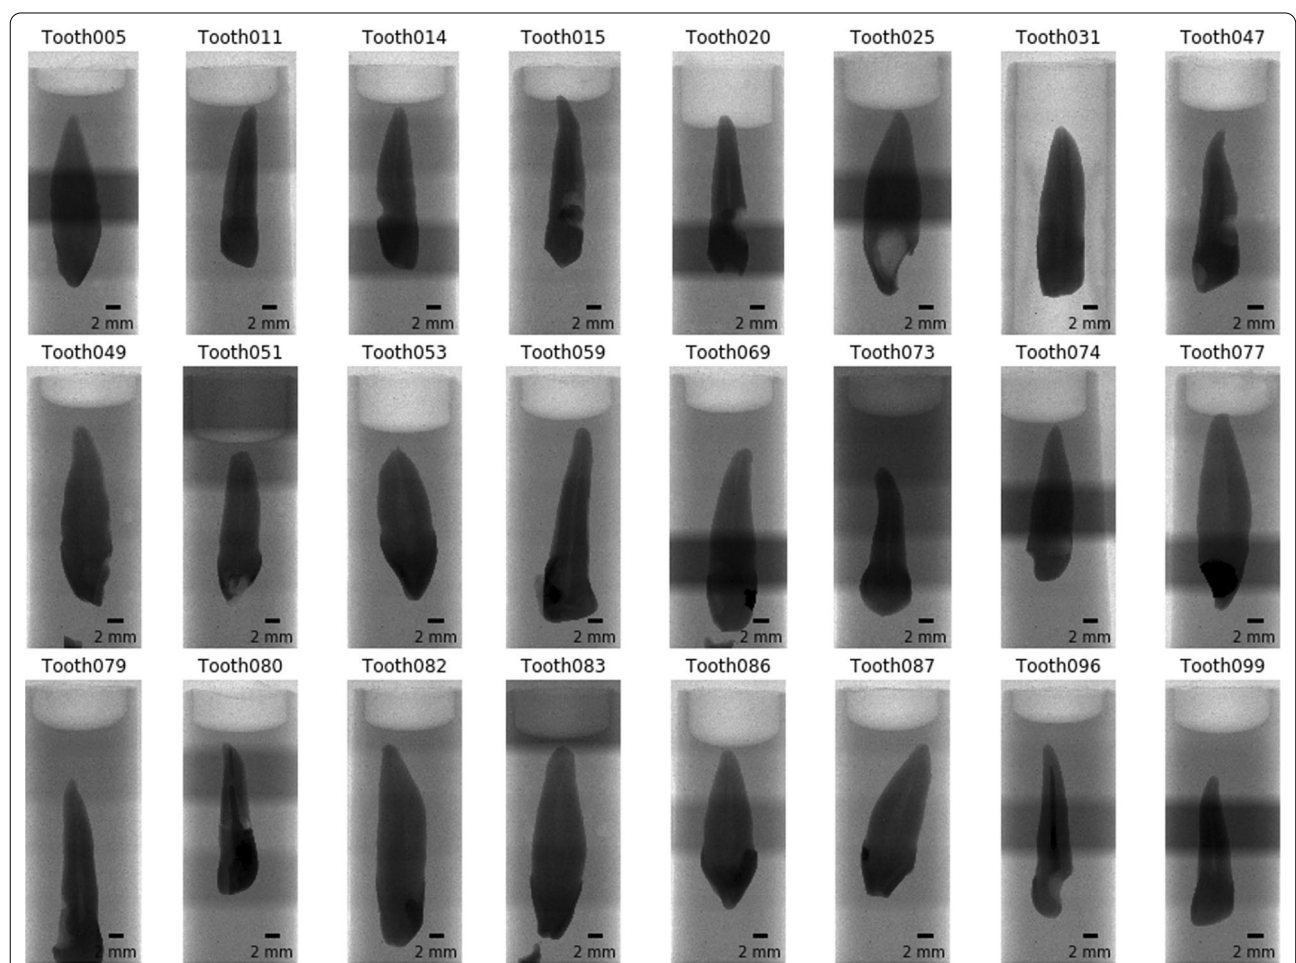 Tooth005 Tooth011 Tooth014 Tooth015 Tooth020 Tooth025 Tooth031 Tooth047
2 mm 2 mm 2 mm 2 mm 2 mm 2 mm 2 mm 2 mm
Tooth049 Tooth051 Tooth053 Tooth059 Tooth069 Tooth073 Tooth074 Tooth077
2 mm 2 mm 2 mm 2 mm 2 mm 2 mm 2 mm 2 mm
Tooth079 Tooth080 Tooth082 Tooth083 Tooth086 Tooth087 Tooth096 Tooth099
2 mm 2 mm 2 mm 2 mm 2 mm 2 mm 2 mm 2 mm